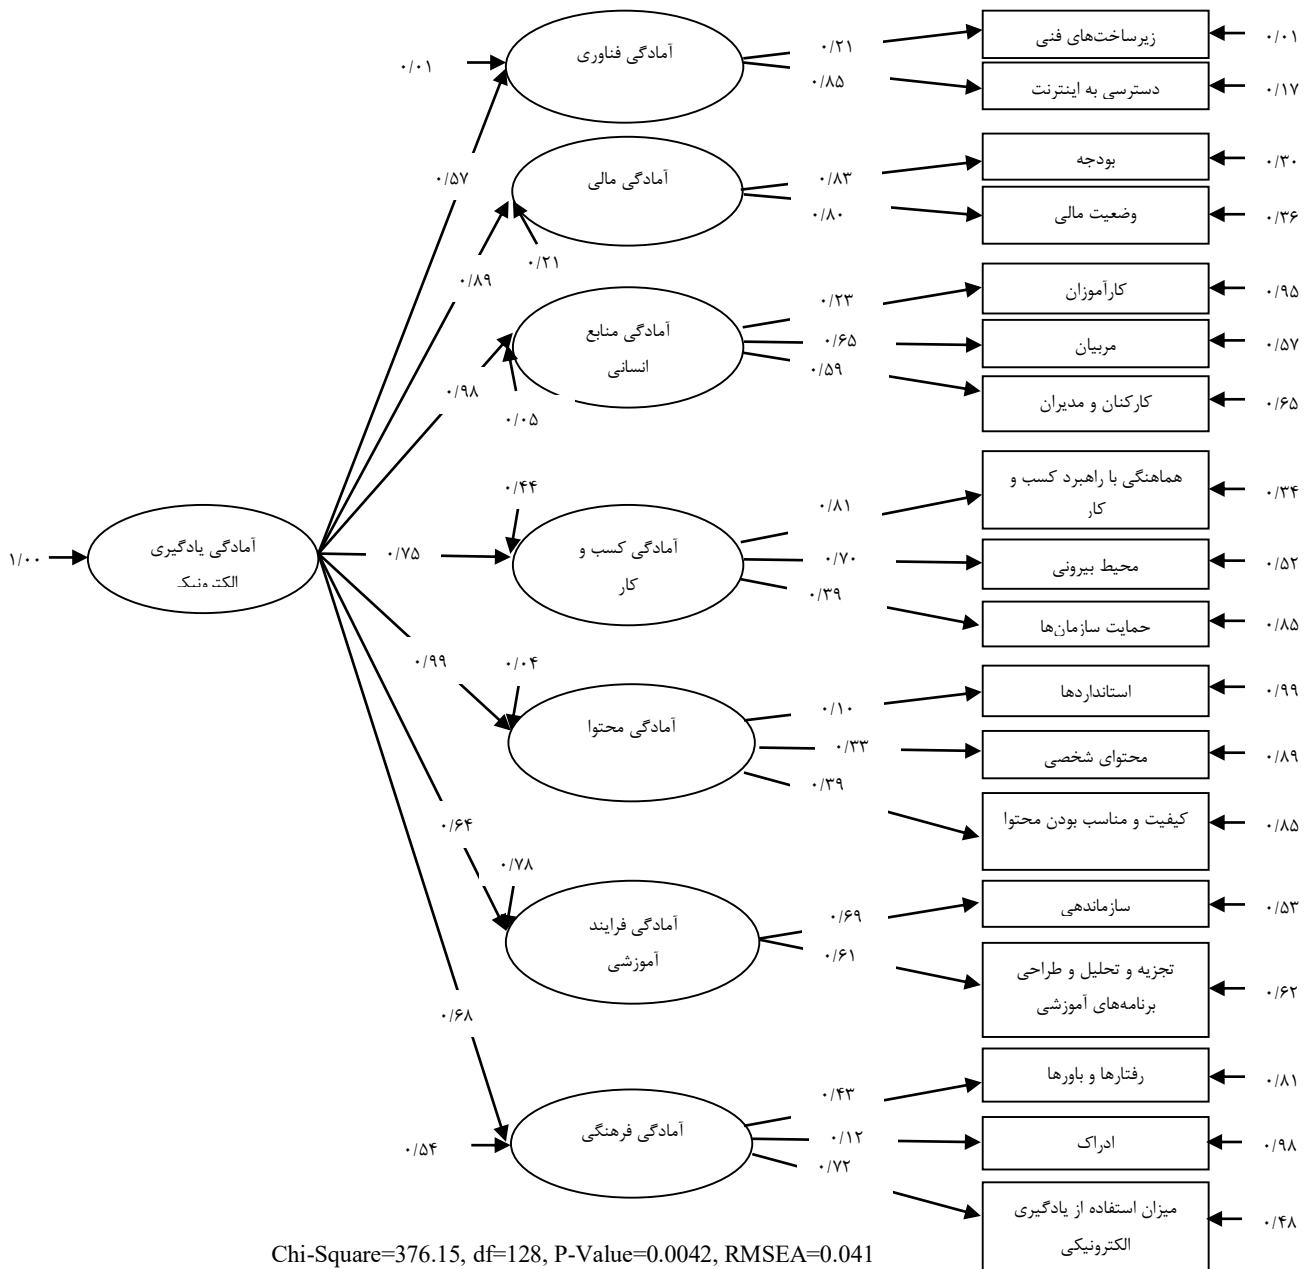 آمادگی فناوری
۰/۰۱
۰/۲۱
۰/۸۵
زیرساخت‌های فنی
۰/۰۱
دسترسی به اینترنت
۰/۱۷
۰/۵۷
آمادگی مالی
۰/۲۱
۰/۸۳
۰/۸۰
بودجه
۰/۳۰
وضعیت مالی
۰/۳۶
۰/۸۹
آمادگی منابع
انسانی
۰/۰۵
۰/۲۳
۰/۶۵
۰/۵۹
کارآموزان
۰/۹۵
مربیان
۰/۵۷
کارکنان و مدیران
۰/۶۵
۰/۹۸
۱/۰۰
آمادگی یادگیری
الکترونیکی
۰/۷۵
۰/۴۴
آمادگی کسب و
کار
۰/۸۱
۰/۷۰
۰/۳۹
هماهنگی با راهبرد کسب و
کار
۰/۳۴
محیط بیرونی
۰/۵۲
حمایت سازمان‌ها
۰/۸۵
۰/۹۹
۰/۰۴
آمادگی محتوا
۰/۱۰
۰/۳۳
۰/۳۹
استانداردها
۰/۹۹
محتوای شخصی
۰/۸۹
کیفیت و مناسب بودن محتوا
۰/۸۵
۰/۶۴
۰/۷۸
آمادگی فرایند
آموزشی
۰/۶۹
۰/۶۱
سازماندهی
۰/۵۳
تجزیه و تحلیل و طراحی
برنامه‌های آموزشی
۰/۶۲
۰/۶۸
۰/۵۴
آمادگی فرهنگی
۰/۴۳
۰/۱۲
۰/۷۲
رفتارها و باورها
۰/۸۱
ادراک
۰/۹۸
میزان استفاده از یادگیری
الکترونیکی
۰/۴۸
Chi-Square=376.15, df=128, P-Value=0.0042, RMSEA=0.041